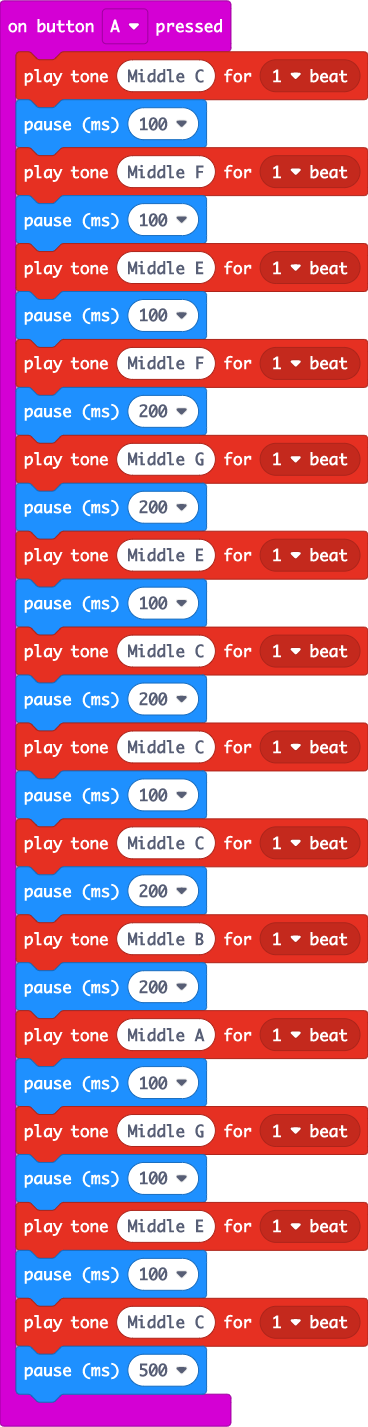 on button A pressed
play tone Middle C for 1 beat
pause (ms) 100
play tone Middle F for 1 beat
pause (ms) 100
play tone Middle E for 1 beat
pause (ms) 100
play tone Middle F for 1 beat
pause (ms) 200
play tone Middle G for 1 beat
pause (ms) 200
play tone Middle E for 1 beat
pause (ms) 100
play tone Middle C for 1 beat
pause (ms) 200
play tone Middle C for 1 beat
pause (ms) 100
play tone Middle C for 1 beat
pause (ms) 200
play tone Middle B for 1 beat
pause (ms) 200
play tone Middle A for 1 beat
pause (ms) 100
play tone Middle G for 1 beat
pause (ms) 100
play tone Middle E for 1 beat
pause (ms) 100
play tone Middle C for 1 beat
pause (ms) 500